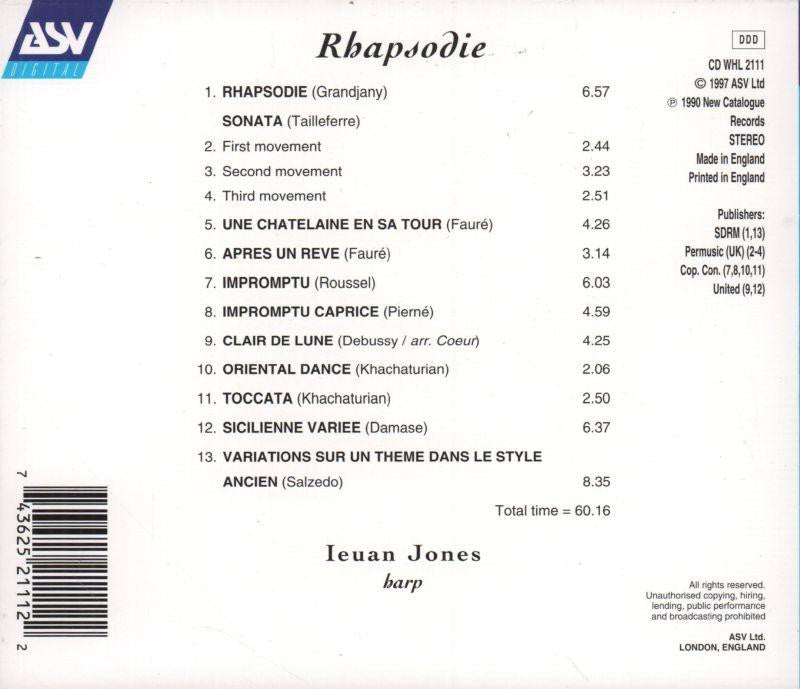 ASV
DIGITAL
Rhapsodie
DDD
CD WHL 2111
© 1997 ASV Ltd
℗ 1990 New Catalogue
Records
STEREO
Made in England
Printed in England
Publishers:
SDRM (1,13)
Permusic (UK) (2-4)
Cop. Con. (7,8,10,11)
United (9,12)
1. RHAPSODIE (Grandjany) 6.57
SONATA (Tailleferre)
2. First movement 2.44
3. Second movement 3.23
4. Third movement 2.51
5. UNE CHATELAINE EN SA TOUR (Fauré) 4.26
6. APRES UN REVE (Fauré) 3.14
7. IMPROMPTU (Roussel) 6.03
8. IMPROMPTU CAPRICE (Pierné) 4.59
9. CLAIR DE LUNE (Debussy / arr. Coeur) 4.25
10. ORIENTAL DANCE (Khachaturian) 2.06
11. TOCCATA (Khachaturian) 2.50
12. SICILIENNE VARIEE (Damase) 6.37
13. VARIATIONS SUR UN THEME DANS LE STYLE
ANCIEN (Salzedo) 8.35
Total time = 60.16
Ieuan Jones
harp
7 43625 21112 2
All rights reserved.
Unauthorised copying, hiring,
lending, public performance
and broadcasting prohibited
ASV Ltd.
LONDON, ENGLAND